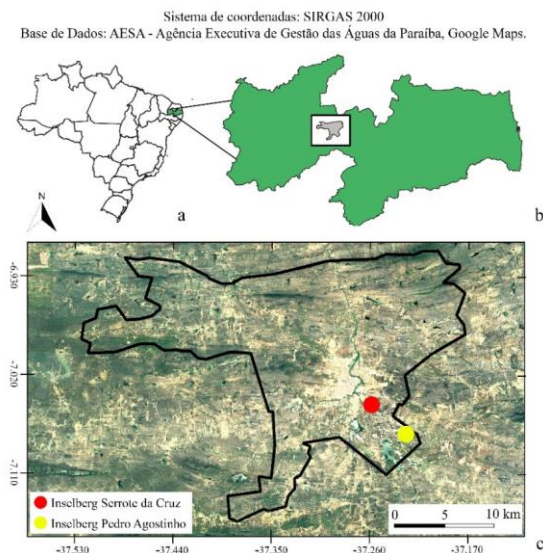 Sistema de coordenadas: SIRGAS 2000
Base de Dados: AESA - Agência Executiva de Gestão das Águas da Paraíba, Google Maps.
N
a
b
-6.930
-7.020
-7.110
Inselberg Serrote da Cruz
Inselberg Pedro Agostinho
0 5 10 km
c
-37.530 -37.440 -37.350 -37.260 -37.170